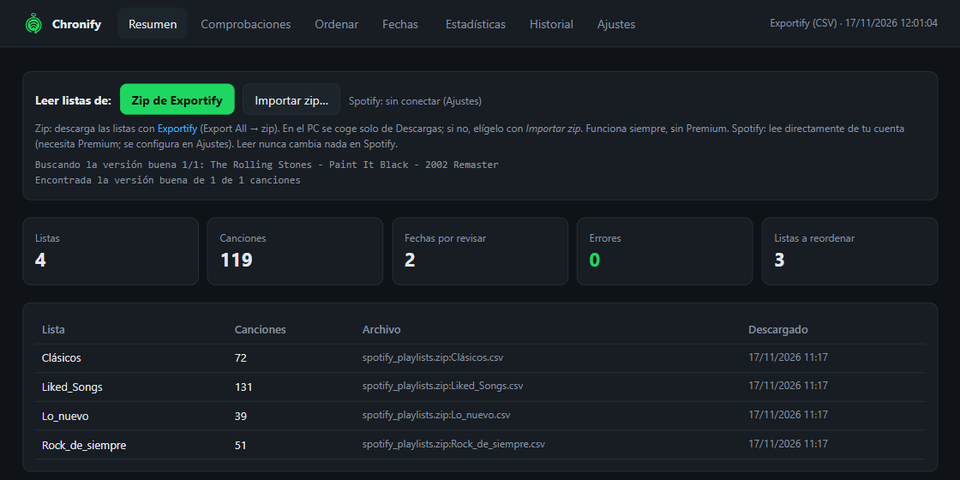 Chronify Resumen Comprobaciones Ordenar Fechas Estadísticas Historial Ajustes Exportify (CSV) · 17/11/2026 12:01:04
Leer listas de: Zip de Exportify Importar zip... Spotify: sin conectar (Ajustes)
Zip: descarga las listas con Exportify (Export All → zip). En el PC se coge solo de Descargas; si no, elígelo con Importar zip. Funciona siempre, sin Premium. Spotify: lee directamente de tu cuenta
(necesita Premium; se configura en Ajustes). Leer nunca cambia nada en Spotify.
Buscando la versión buena 1/1: The Rolling Stones - Paint It Black - 2002 Remaster
Encontrada la versión buena de 1 de 1 canciones
Listas Canciones Fechas por revisar Errores Listas a reordenar
4 119 2 0 3
Lista Canciones Archivo Descargado
Clásicos 72 spotify_playlists.zip:Clásicos.csv 17/11/2026 11:17
Liked_Songs 131 spotify_playlists.zip:Liked_Songs.csv 17/11/2026 11:17
Lo_nuevo 39 spotify_playlists.zip:Lo_nuevo.csv 17/11/2026 11:17
Rock_de_siempre 51 spotify_playlists.zip:Rock_de_siempre.csv 17/11/2026 11:17